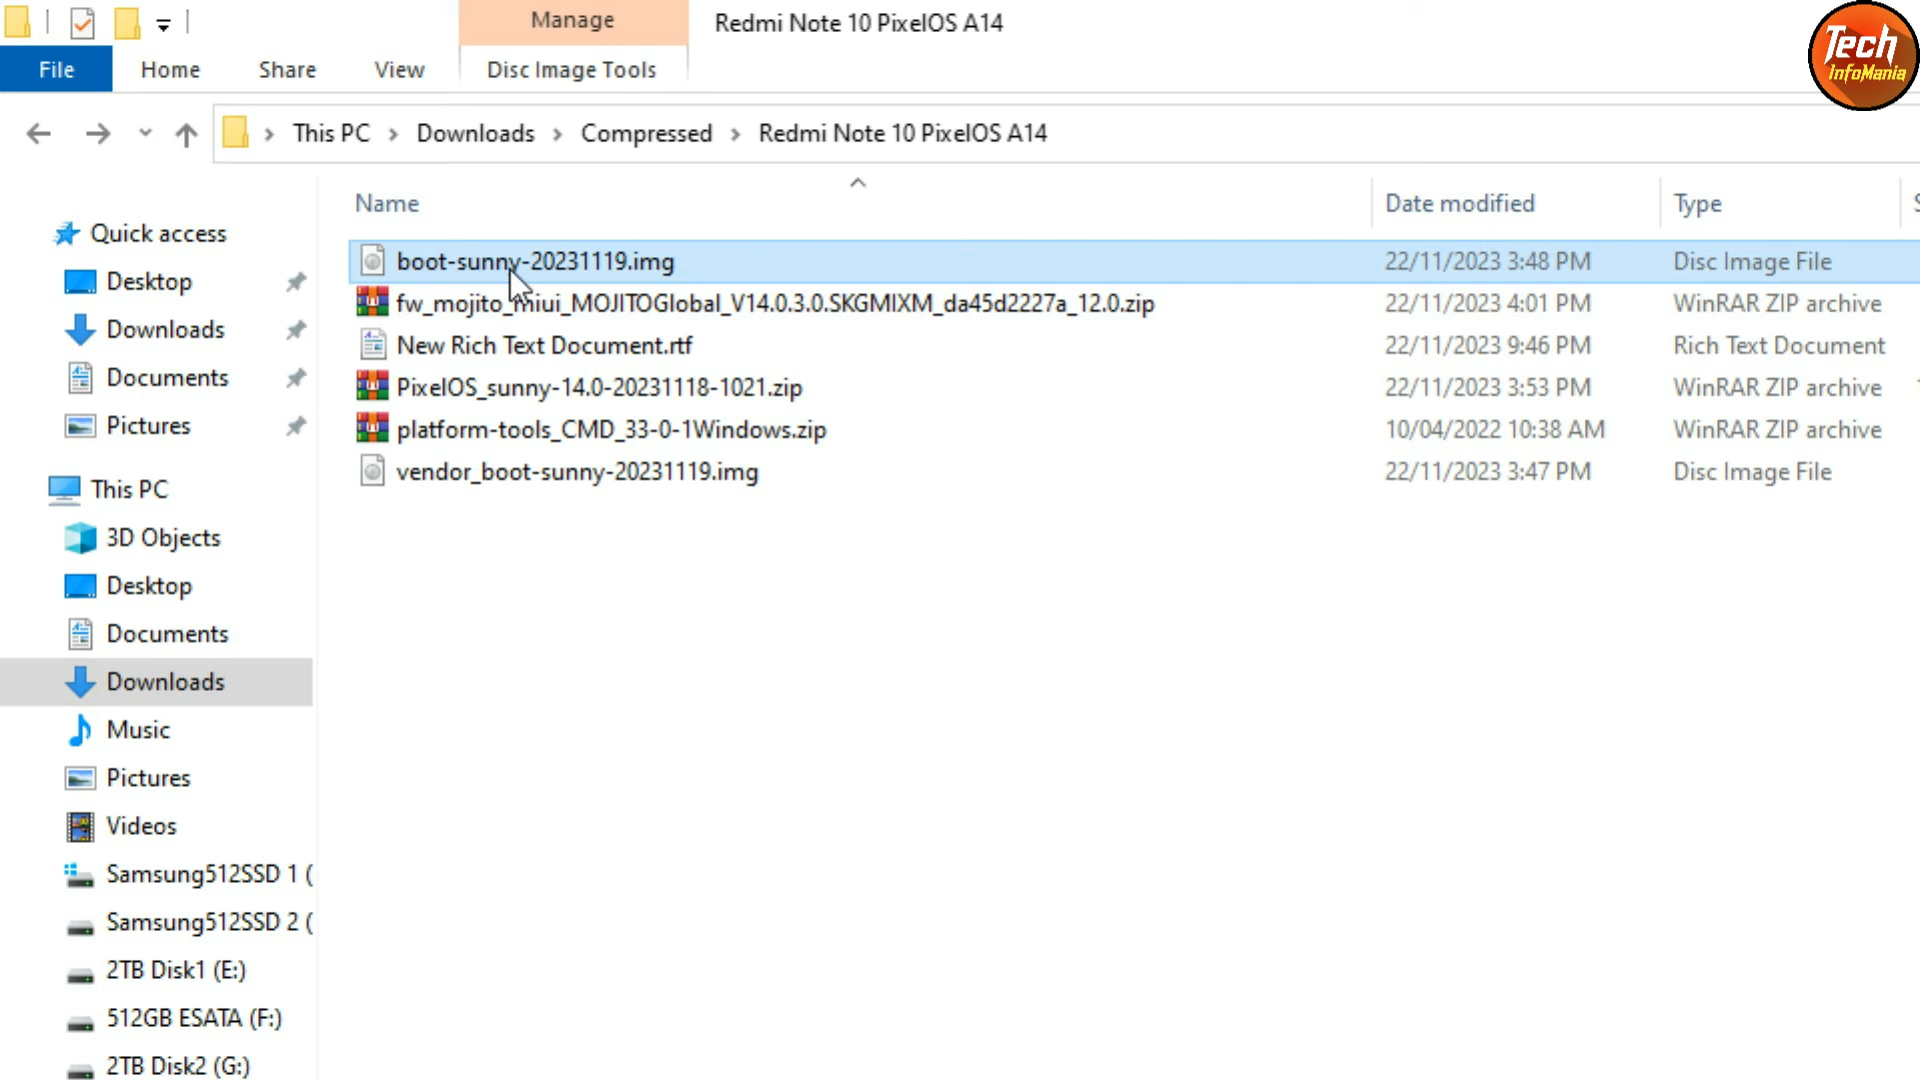 Manage
Redmi Note 10 PixelOS A14
File
Home
Share
View
Disc Image Tools
Tech
InfoMania
This PC
Downloads
Compressed
Redmi Note 10 PixelOS A14
Name
Date modified
Type
Quick access
Desktop
Downloads
Documents
Pictures
This PC
3D Objects
Desktop
Documents
Downloads
Music
Pictures
Videos
Samsung512SSD 1 (
Samsung512SSD 2 (
2TB Disk1 (E:)
512GB ESATA (F:)
2TB Disk2 (G:)
boot-sunny-20231119.img 22/11/2023 3:48 PM Disc Image File
fw_mojito_miui_MOJITOGlobal_V14.0.3.0.SKGMIXM_da45d2227a_12.0.zip 22/11/2023 4:01 PM WinRAR ZIP archive
New Rich Text Document.rtf 22/11/2023 9:46 PM Rich Text Document
PixelOS_sunny-14.0-20231118-1021.zip 22/11/2023 3:53 PM WinRAR ZIP archive
platform-tools_CMD_33-0-1Windows.zip 10/04/2022 10:38 AM WinRAR ZIP archive
vendor_boot-sunny-20231119.img 22/11/2023 3:47 PM Disc Image File